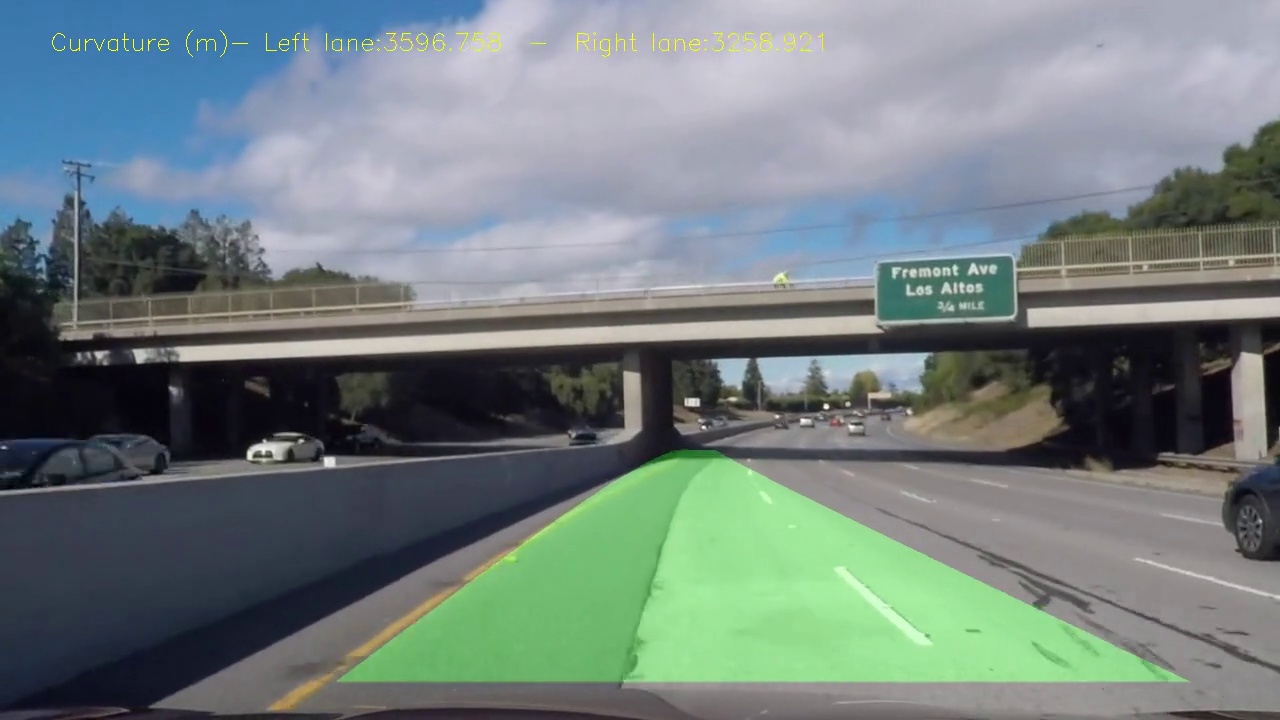 Curvature (m)— Left lane:3596.758 — Right lane:3258.921
Fremont Ave
Los Altos
3/4 MILE